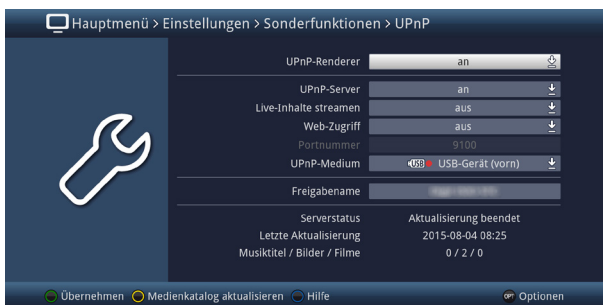 Hauptmenü > Einstellungen > Sonderfunktionen > UPnP
UPnP-Renderer an
UPnP-Server an
Live-Inhalte streamen aus
Web-Zugriff aus
Portnummer 9100
UPnP-Medium USB USB-Gerät (vorn)
Freigabename
Serverstatus Aktualisierung beendet
Letzte Aktualisierung 2015-08-04 08:25
Musiktitel / Bilder / Filme 0 / 2 / 0
Übernehmen Medienkatalog aktualisieren Hilfe OPT Optionen